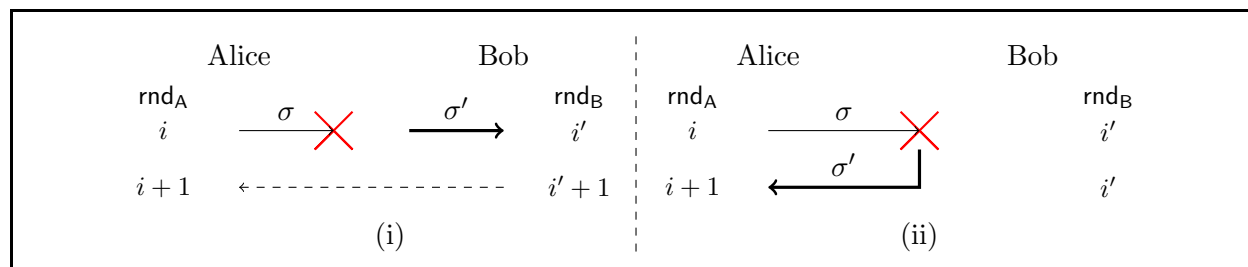 Alice Bob Alice Bob
rnd_A rnd_B rnd_A rnd_B
i σ σ′ i′ i σ i′
i + 1 i′ + 1 i + 1 σ′ i′
(i) (ii)